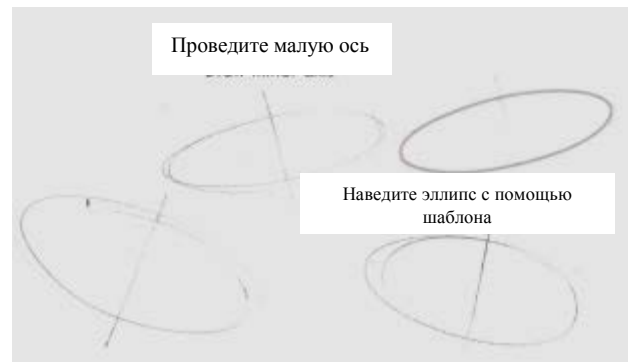 Проведите малую ось
Наведите эллипс с помощью
шаблона